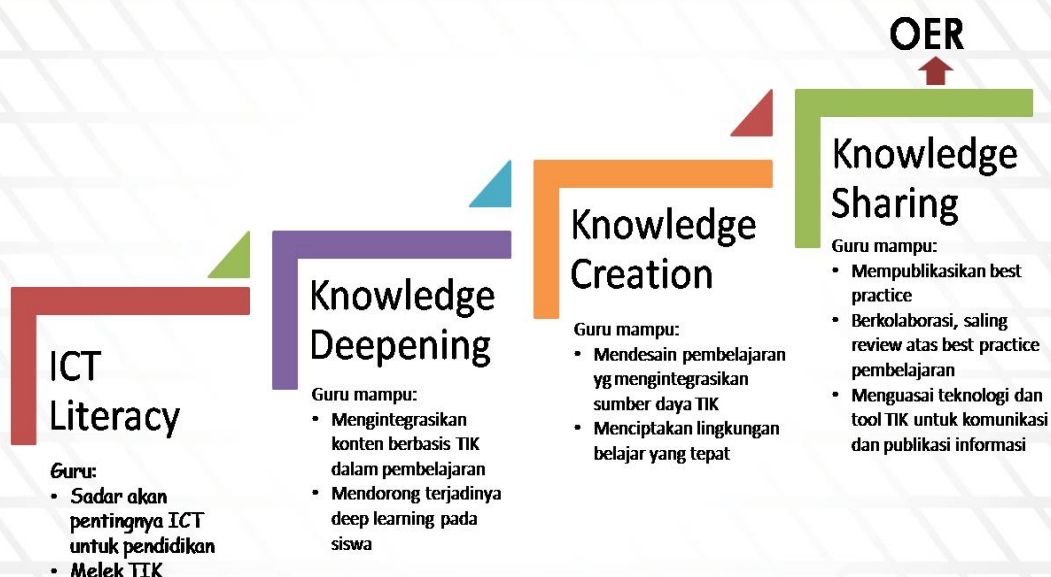 ICT
Literacy
Guru:
• Sadar akan
pentingnya ICT
untuk pendidikan
• Melek TIK
Knowledge
Deepening
Guru mampu:
• Mengintegrasikan
konten berbasis TIK
dalam pembelajaran
• Mendorong terjadinya
deep learning pada
siswa
Knowledge
Creation
Guru mampu:
• Mendesain pembelajaran
yg mengintegrasikan
sumber daya TIK
• Menciptakan lingkungan
belajar yang tepat
OER
Knowledge
Sharing
Guru mampu:
• Mempublikasikan best
practice
• Berkolaborasi, saling
review atas best practice
pembelajaran
• Menguasai teknologi dan
tool TIK untuk komunikasi
dan publikasi informasi